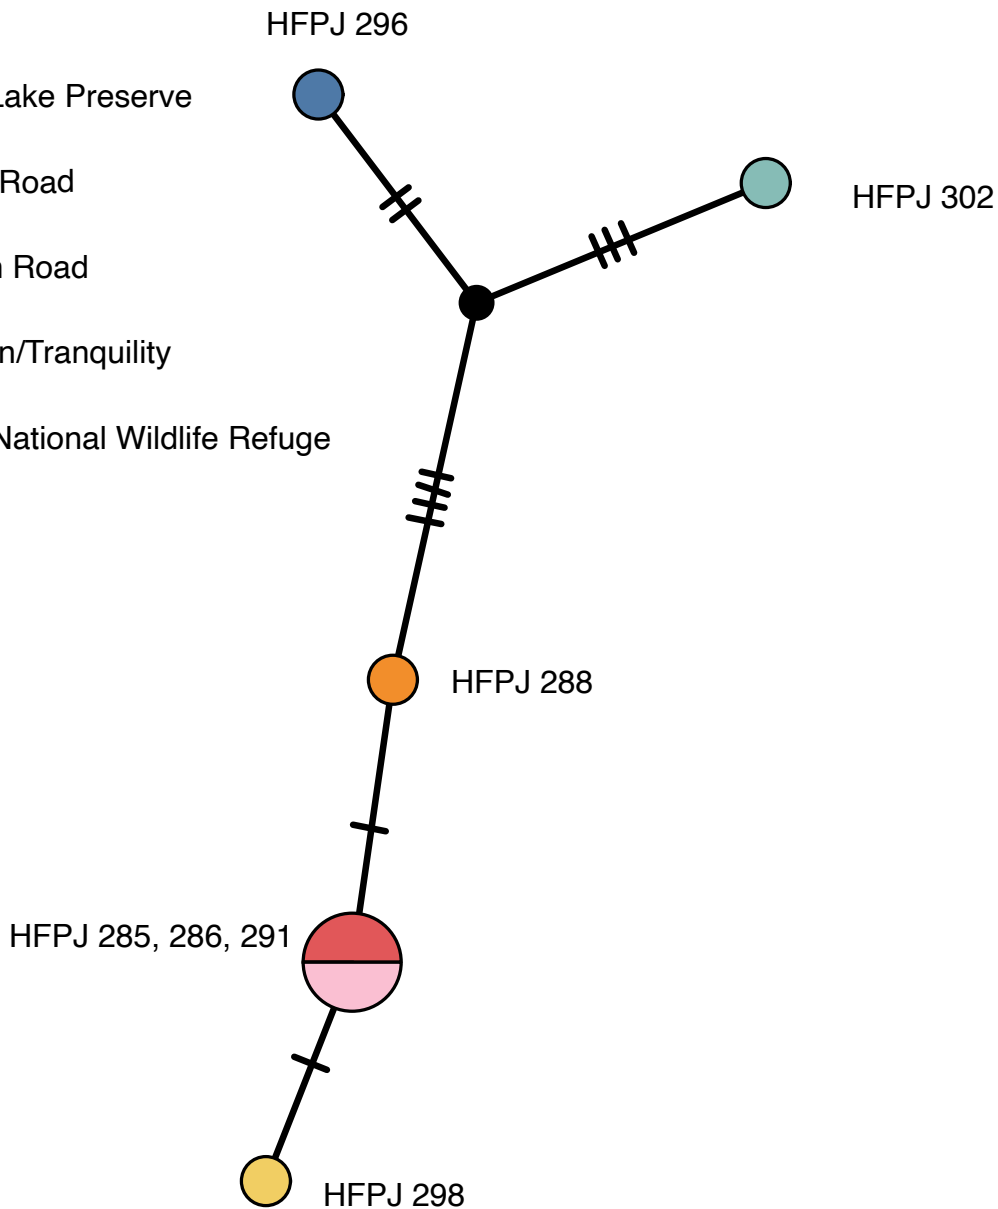 HFPJ 296
Lake Preserve
Road
HFPJ 302
Road
n/Tranquility
National Wildlife Refuge
HFPJ 288
HFPJ 285, 286, 291
HFPJ 298